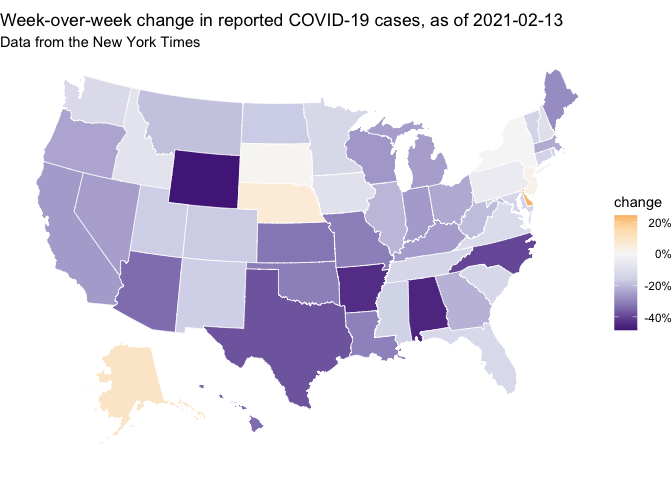 Week-over-week change in reported COVID-19 cases, as of 2021-02-13
Data from the New York Times
change
20%
0%
-20%
-40%